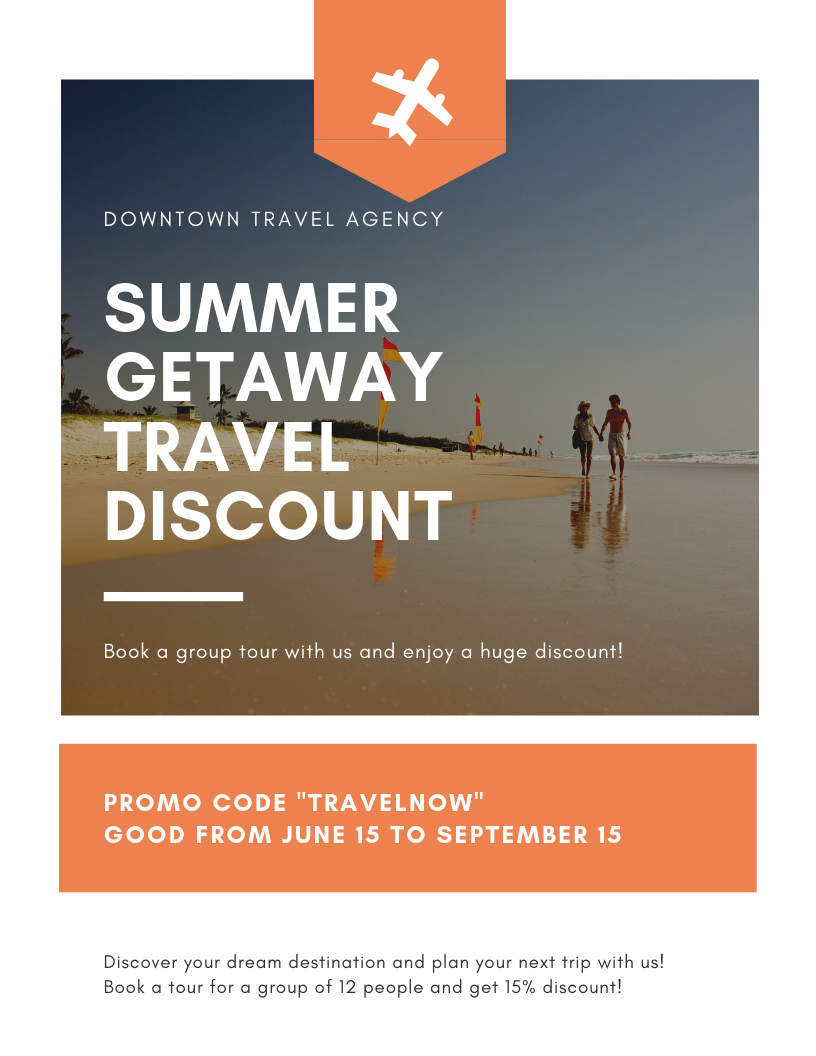 DOWNTOWN TRAVEL AGENCY
SUMMER
GETAWAY
TRAVEL
DISCOUNT
Book a group tour with us and enjoy a huge discount!
PROMO CODE "TRAVELNOW"
GOOD FROM JUNE 15 TO SEPTEMBER 15
Discover your dream destination and plan your next trip with us!
Book a tour for a group of 12 people and get 15% discount!